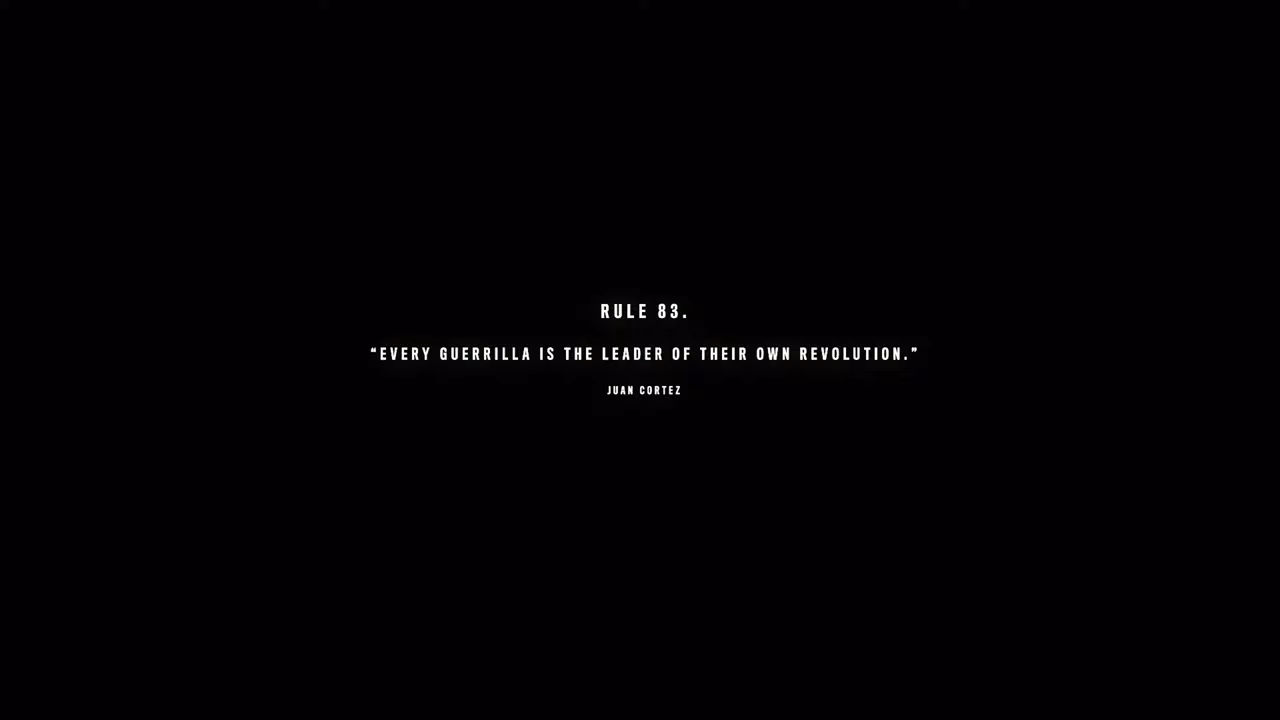 RULE 83.
“EVERY GUERRILLA IS THE LEADER OF THEIR OWN REVOLUTION.”
JUAN CORTEZ